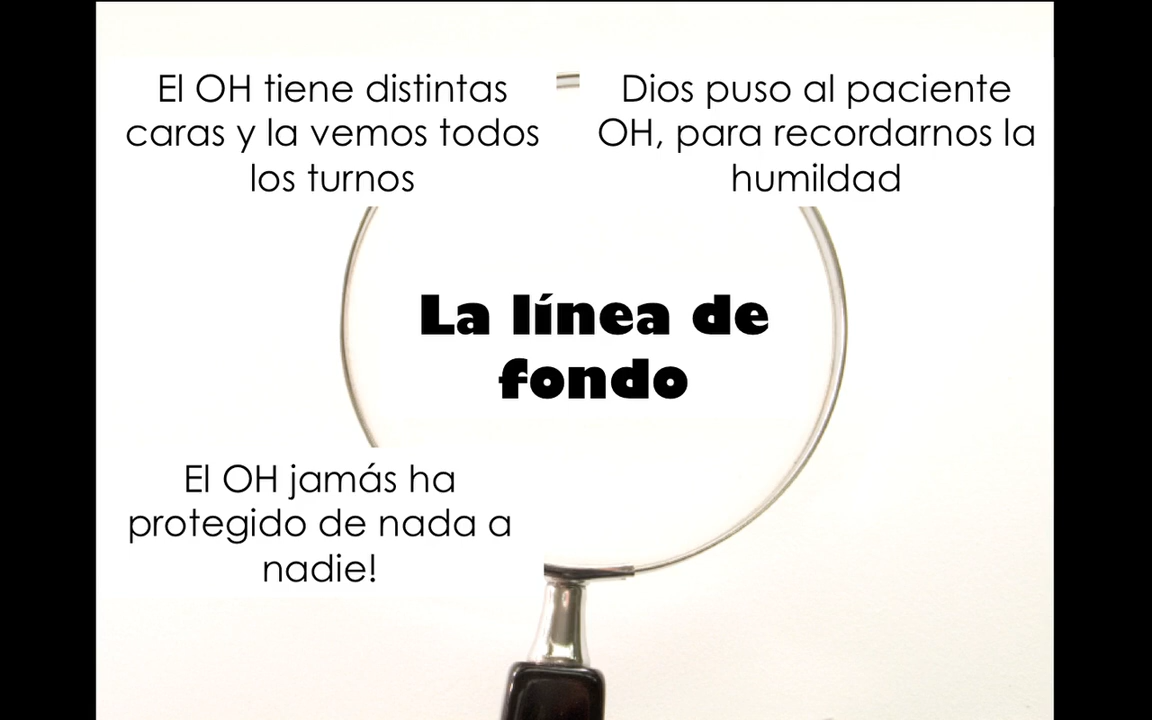 El OH tiene distintas
caras y la vemos todos
los turnos
Dios puso al paciente
OH, para recordarnos la
humildad
La línea de
fondo
El OH jamás ha
protegido de nada a
nadie!